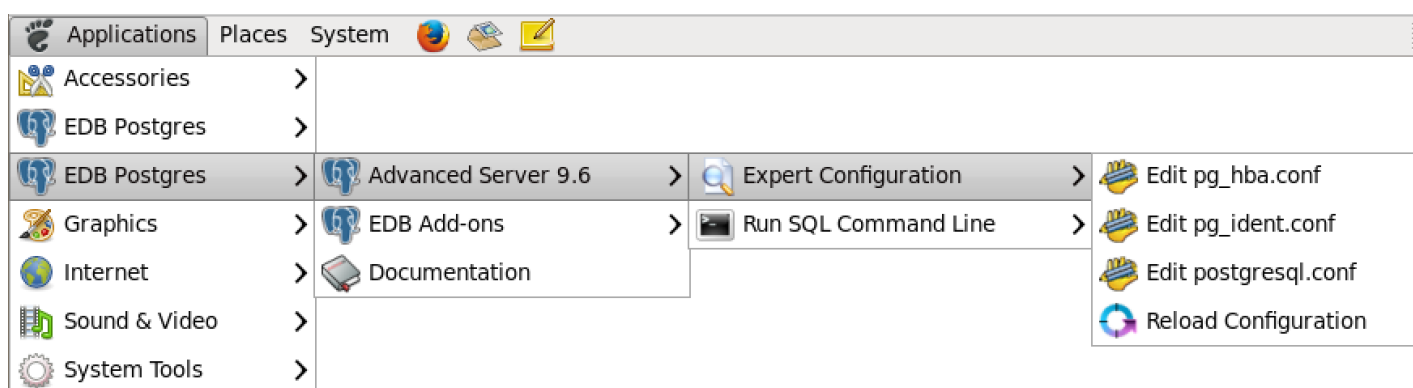 Applications Places System
Accessories
EDB Postgres
EDB Postgres Advanced Server 9.6 Expert Configuration Edit pg_hba.conf
Graphics EDB Add-ons Run SQL Command Line Edit pg_ident.conf
Internet Documentation Edit postgresql.conf
Sound & Video Reload Configuration
System Tools